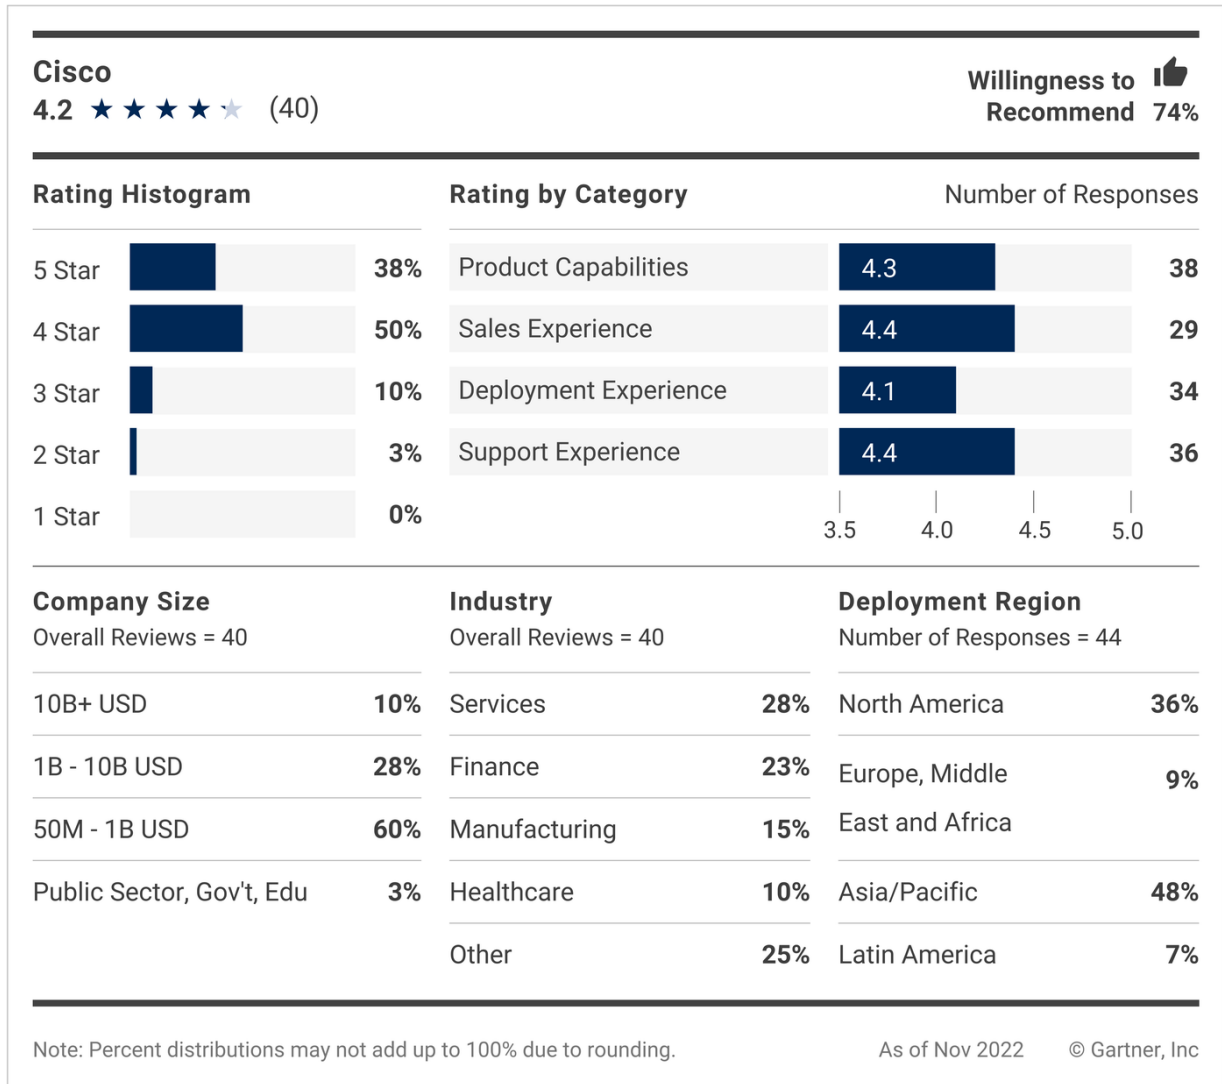 Cisco
4.2 (40)
Willingness to
Recommend 74%
Rating Histogram
5 Star 38%
4 Star 50%
3 Star 10%
2 Star 3%
1 Star 0%
Rating by Category Number of Responses
Product Capabilities 4.3 38
Sales Experience 4.4 29
Deployment Experience 4.1 34
Support Experience 4.4 36
3.5 4.0 4.5 5.0
Company Size
Overall Reviews = 40
10B+ USD 10%
1B - 10B USD 28%
50M - 1B USD 60%
Public Sector, Gov't, Edu 3%
Industry
Overall Reviews = 40
Services 28%
Finance 23%
Manufacturing 15%
Healthcare 10%
Other 25%
Deployment Region
Number of Responses = 44
North America 36%
Europe, Middle 9%
East and Africa
Asia/Pacific 48%
Latin America 7%
Note: Percent distributions may not add up to 100% due to rounding. As of Nov 2022 © Gartner, Inc